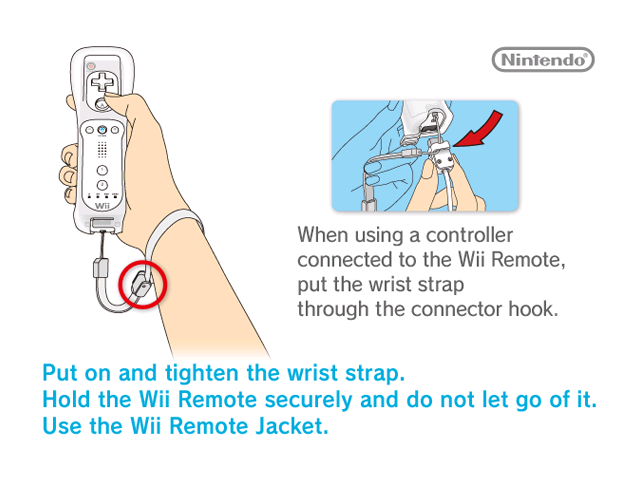 Nintendo®
Wii
When using a controller
connected to the Wii Remote,
put the wrist strap
through the connector hook.
Put on and tighten the wrist strap.
Hold the Wii Remote securely and do not let go of it.
Use the Wii Remote Jacket.